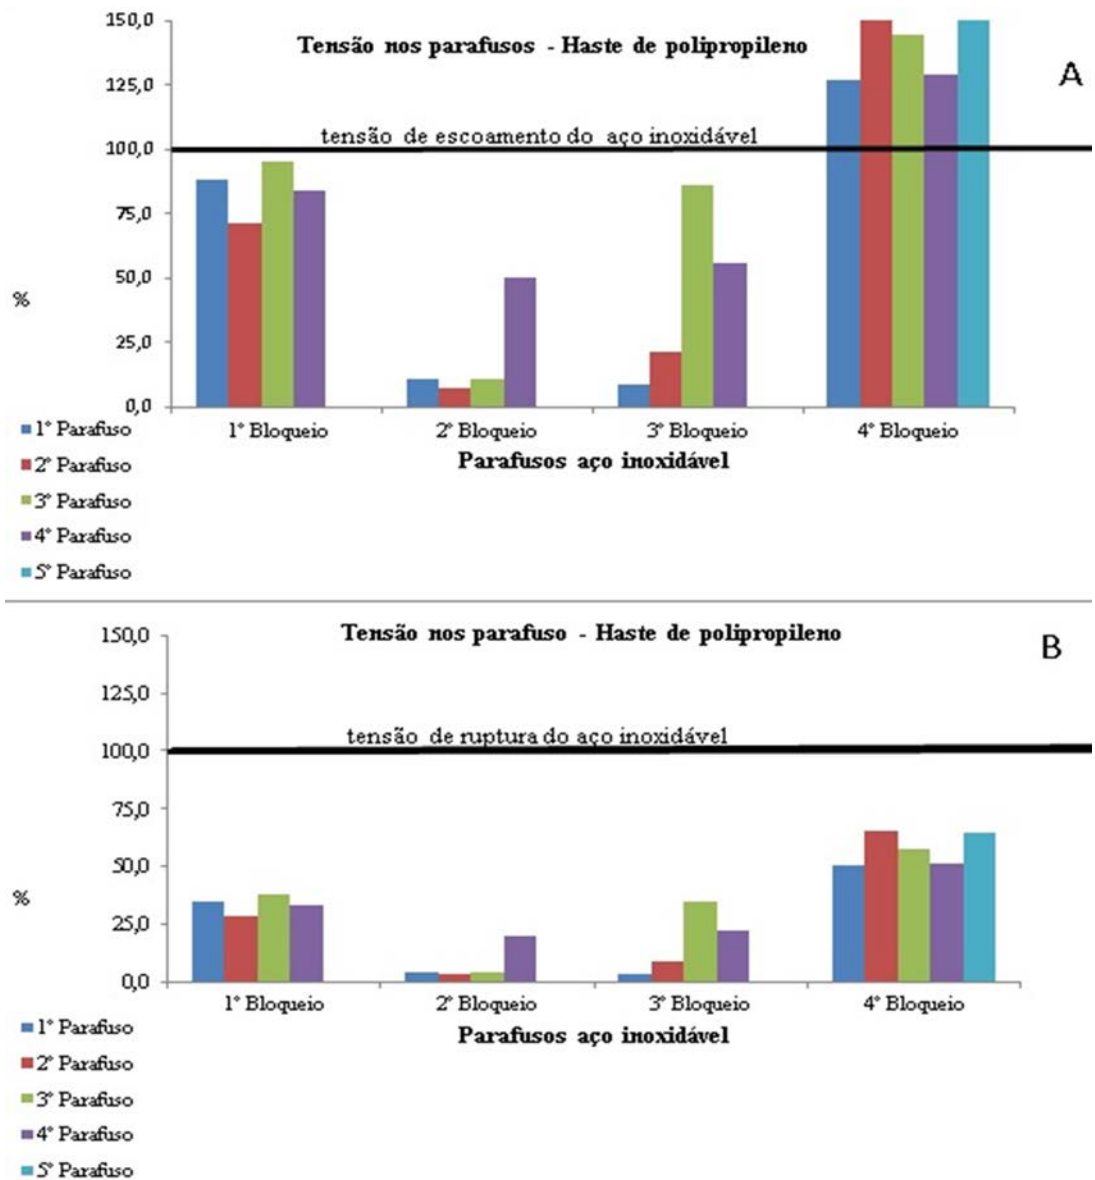 Tensão nos parafusos - Haste de polipropileno
A
150,0
125,0
tensão de escoamento do aço inoxidável
100,0
75,0
50,0
%
25,0
0,0
1° Bloqueio 2° Bloqueio 3° Bloqueio 4° Bloqueio
Parafusos aço inoxidável
1° Parafuso
2° Parafuso
3° Parafuso
4° Parafuso
5° Parafuso
Tensão nos parafuso - Haste de polipropileno
B
150,0
125,0
tensão de ruptura do aço inoxidável
100,0
75,0
50,0
%
25,0
0,0
1° Bloqueio 2° Bloqueio 3° Bloqueio 4° Bloqueio
Parafusos aço inoxidável
1° Parafuso
2° Parafuso
3° Parafuso
4° Parafuso
5° Parafuso